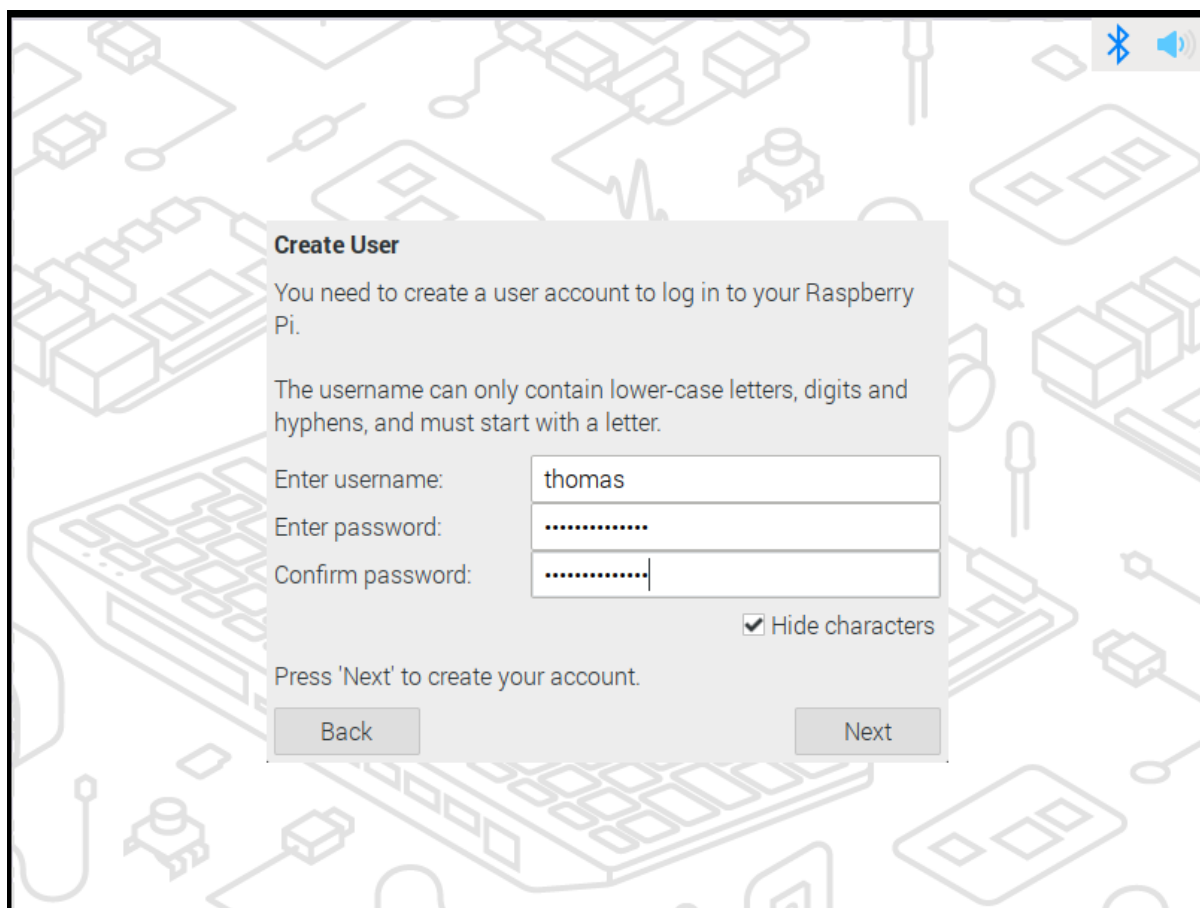 Create User
You need to create a user account to log in to your Raspberry
Pi.
The username can only contain lower-case letters, digits and
hyphens, and must start with a letter.
Enter username: thomas
Enter password: ••••••••••••••
Confirm password: ••••••••••••••
Hide characters
Press 'Next' to create your account.
Back Next